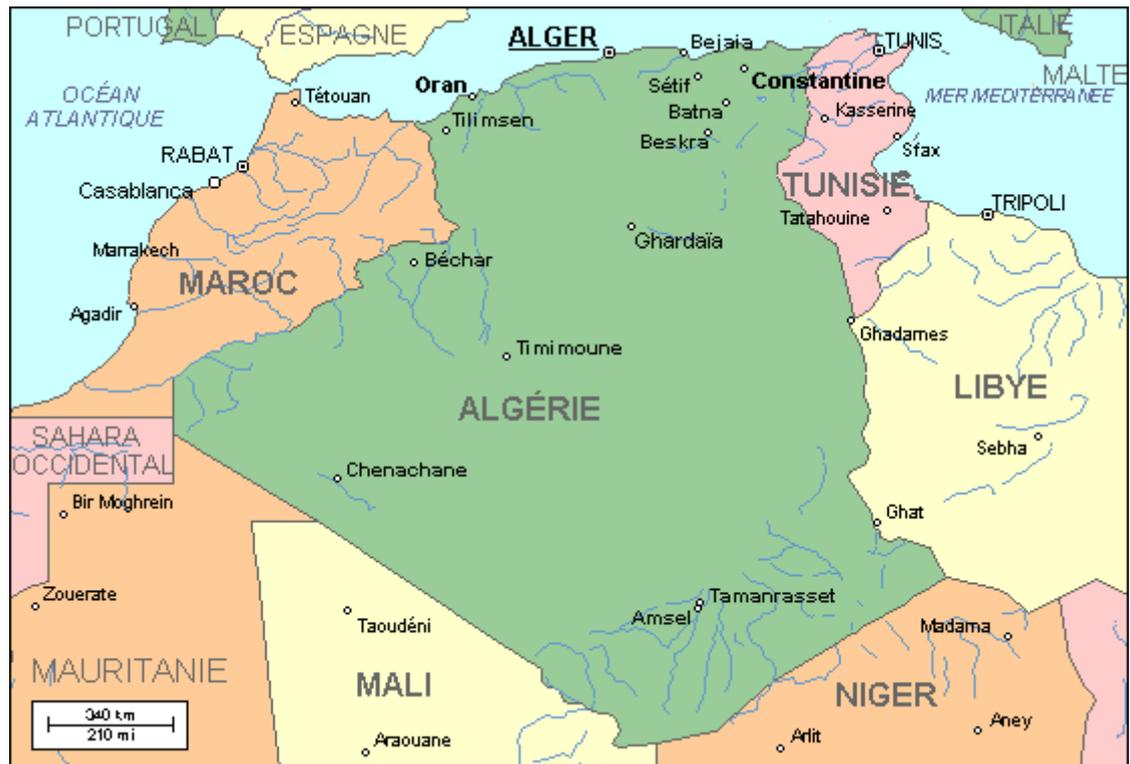 PORTUGAL
ESPAGNE
ALGER
Bejaia
TUNIS
ITALIE
MALTE
OCÉAN
ATLANTIQUE
Tétouan
Oran
Sétif
Constantine
MER MEDITERRANEE
Tilimsen
Batna
Kasserine
Beskra
Sfax
RABAT
Casablanca
TUNISIE
Tatahouine
TRIPOLI
Marrakech
Ghardaïa
Béchar
MAROC
Agadir
Ghadames
Timimoune
LIBYE
ALGÉRIE
SAHARA
OCCIDENTAL
Sebha
Chenachane
Bir Moghrein
Ghat
Zouerate
Taoudéni
Tamanrasset
Amsel
Madama
MAURITANIE
MALI
NIGER
340 km
210 mi
Araouane
Arlit
Aney